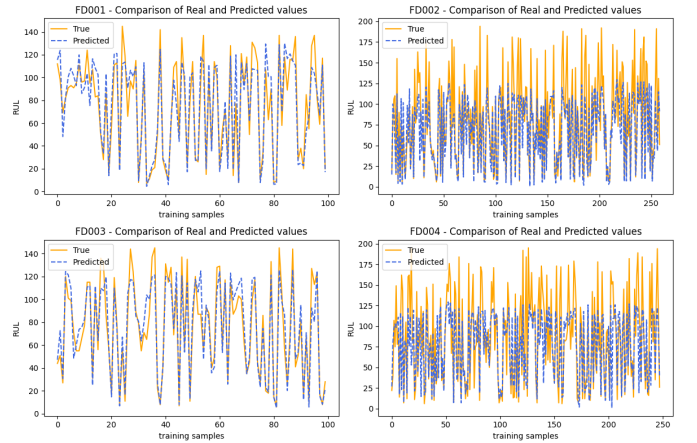 FD001 - Comparison of Real and Predicted values
True
Predicted
RUL
140
120
100
80
60
40
20
0
0 20 40 60 80 100
training samples
FD002 - Comparison of Real and Predicted values
True
Predicted
RUL
200
175
150
125
100
75
50
25
0
0 50 100 150 200 250
training samples
FD003 - Comparison of Real and Predicted values
True
Predicted
RUL
140
120
100
80
60
40
20
0
0 20 40 60 80 100
training samples
FD004 - Comparison of Real and Predicted values
True
Predicted
RUL
200
175
150
125
100
75
50
25
0
0 50 100 150 200 250
training samples